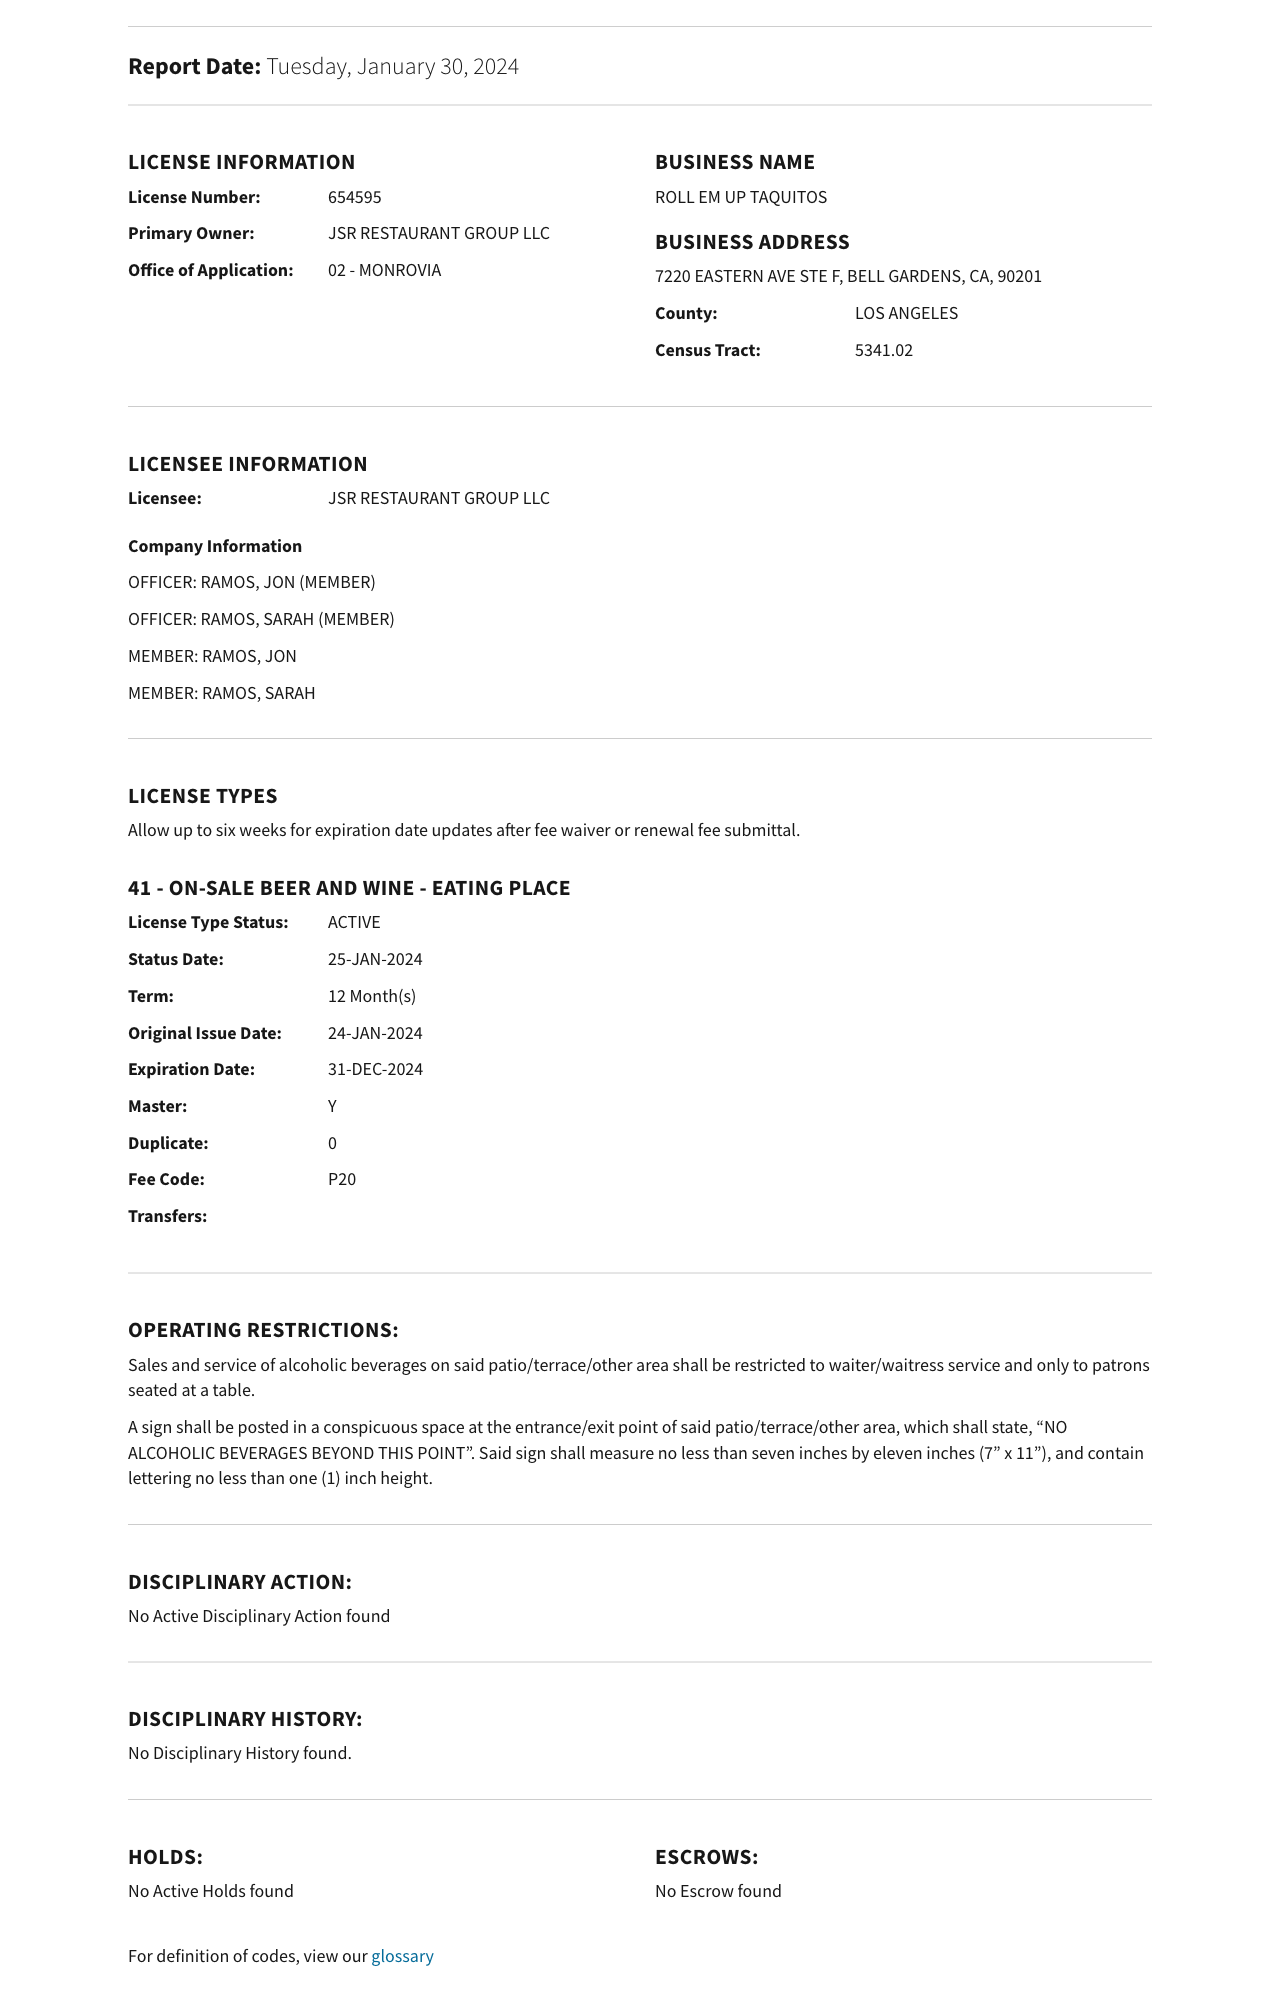 Report Date: Tuesday, January 30, 2024
LICENSE INFORMATION
License Number: 654595
Primary Owner: JSR RESTAURANT GROUP LLC
Office of Application: 02 - MONROVIA
BUSINESS NAME
ROLL EM UP TAQUITOS
BUSINESS ADDRESS
7220 EASTERN AVE STE F, BELL GARDENS, CA, 90201
County: LOS ANGELES
Census Tract: 5341.02
LICENSEE INFORMATION
Licensee: JSR RESTAURANT GROUP LLC
Company Information
OFFICER: RAMOS, JON (MEMBER)
OFFICER: RAMOS, SARAH (MEMBER)
MEMBER: RAMOS, JON
MEMBER: RAMOS, SARAH
LICENSE TYPES
Allow up to six weeks for expiration date updates after fee waiver or renewal fee submittal.
41 - ON-SALE BEER AND WINE - EATING PLACE
License Type Status: ACTIVE
Status Date: 25-JAN-2024
Term: 12 Month(s)
Original Issue Date: 24-JAN-2024
Expiration Date: 31-DEC-2024
Master: Y
Duplicate: 0
Fee Code: P20
Transfers:
OPERATING RESTRICTIONS:
Sales and service of alcoholic beverages on said patio/terrace/other area shall be restricted to waiter/waitress service and only to patrons
seated at a table.
A sign shall be posted in a conspicuous space at the entrance/exit point of said patio/terrace/other area, which shall state, “NO
ALCOHOLIC BEVERAGES BEYOND THIS POINT”. Said sign shall measure no less than seven inches by eleven inches (7” x 11”), and contain
lettering no less than one (1) inch height.
DISCIPLINARY ACTION:
No Active Disciplinary Action found
DISCIPLINARY HISTORY:
No Disciplinary History found.
HOLDS:
No Active Holds found
ESCROWS:
No Escrow found
For definition of codes, view our glossary